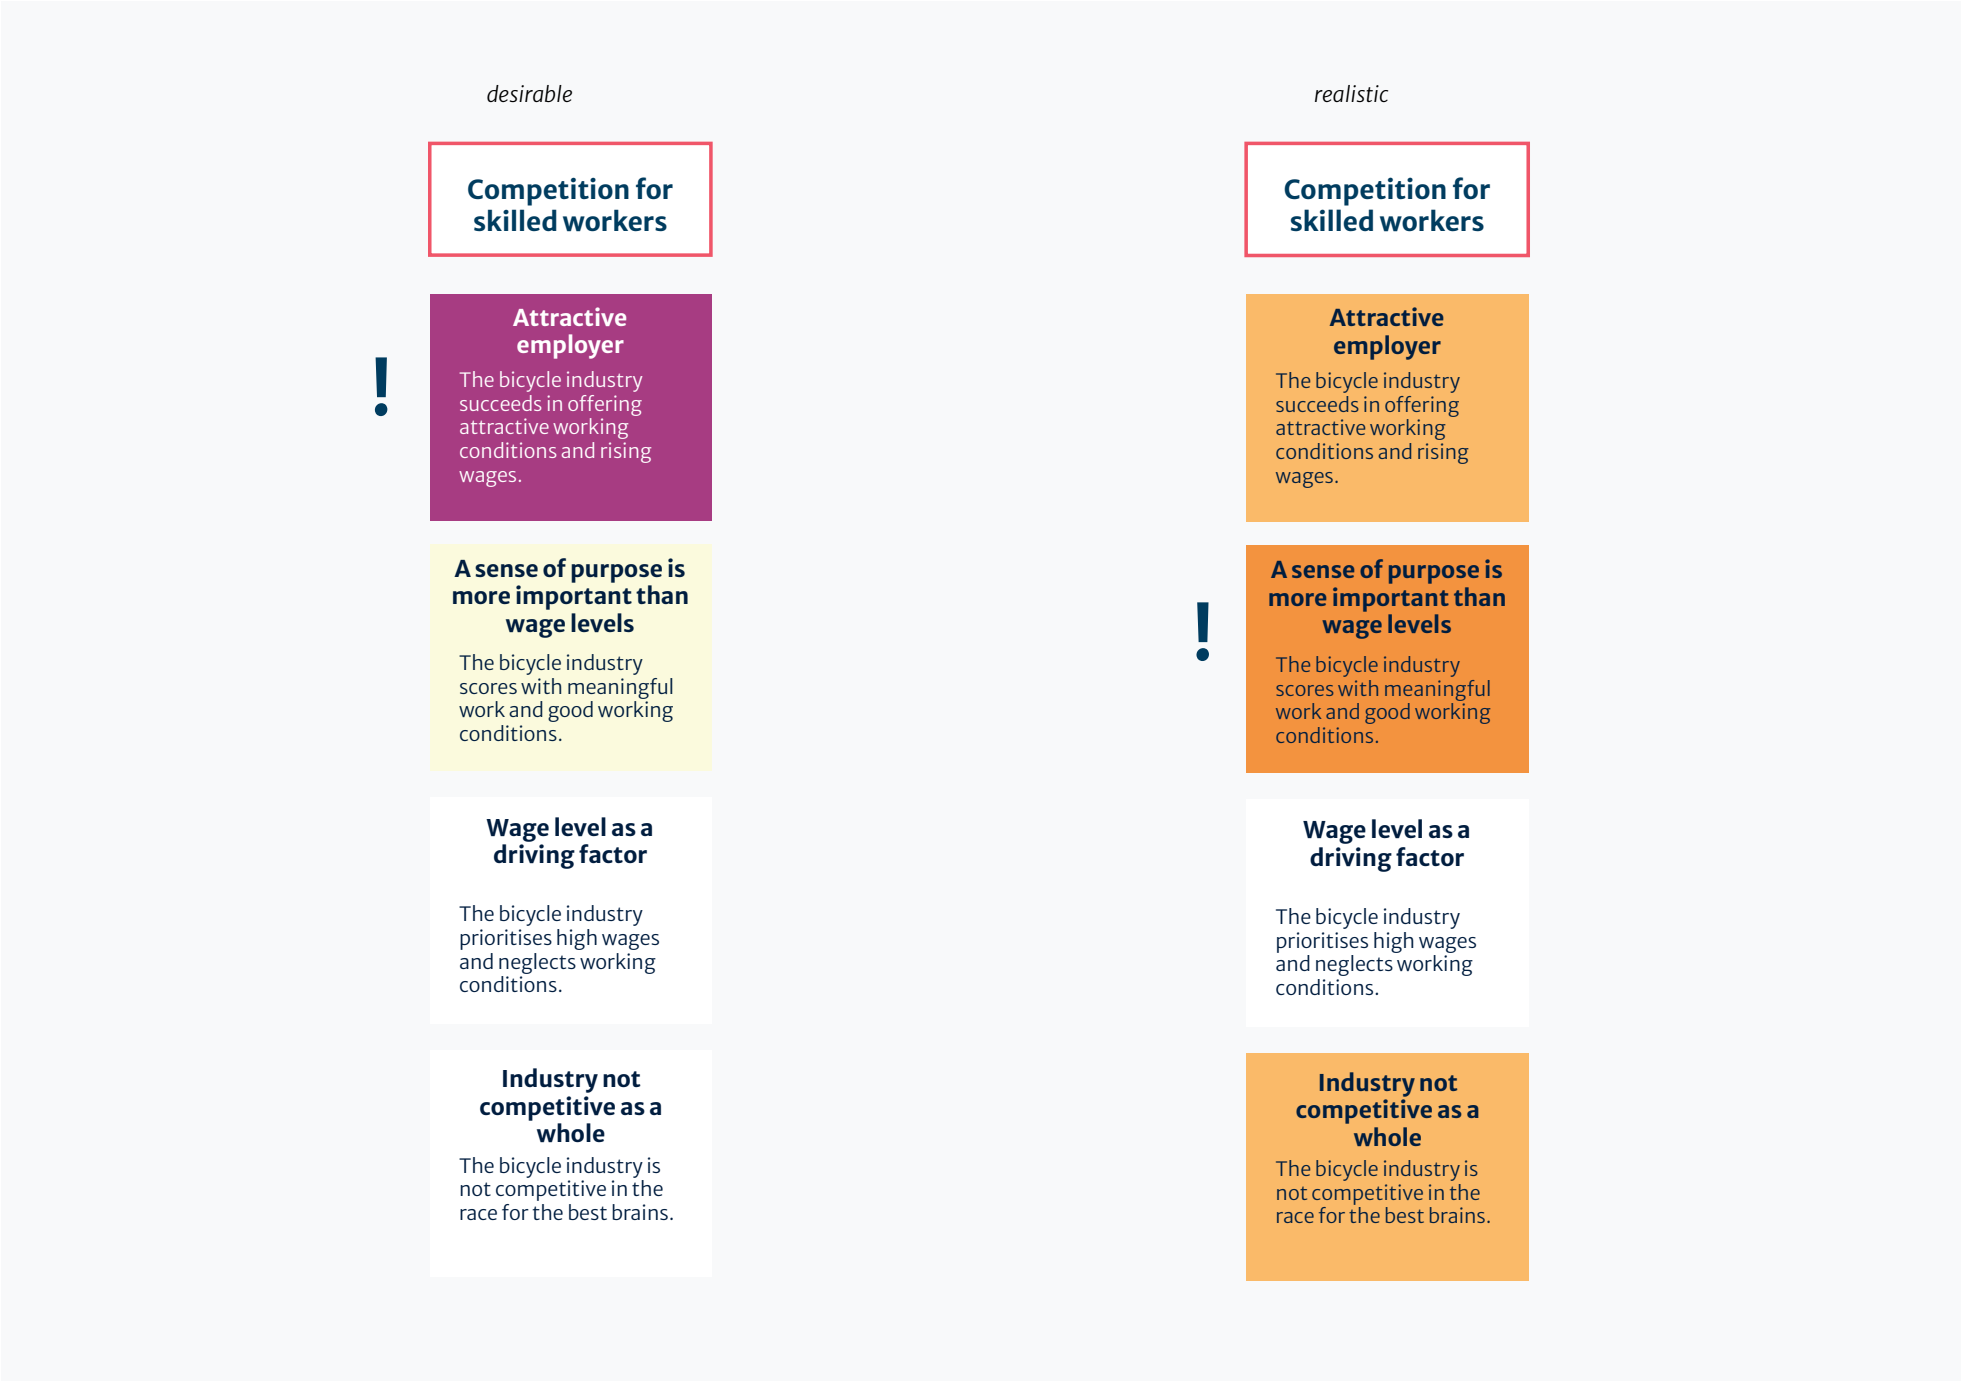 desirable
Competition for
skilled workers
!
Attractive
employer
The bicycle industry
succeeds in offering
attractive working
conditions and rising
wages.
A sense of purpose is
more important than
wage levels
The bicycle industry
scores with meaningful
work and good working
conditions.
Wage level as a
driving factor
The bicycle industry
prioritises high wages
and neglects working
conditions.
Industry not
competitive as a
whole
The bicycle industry is
not competitive in the
race for the best brains.
realistic
Competition for
skilled workers
Attractive
employer
The bicycle industry
succeeds in offering
attractive working
conditions and rising
wages.
!
A sense of purpose is
more important than
wage levels
The bicycle industry
scores with meaningful
work and good working
conditions.
Wage level as a
driving factor
The bicycle industry
prioritises high wages
and neglects working
conditions.
Industry not
competitive as a
whole
The bicycle industry is
not competitive in the
race for the best brains.